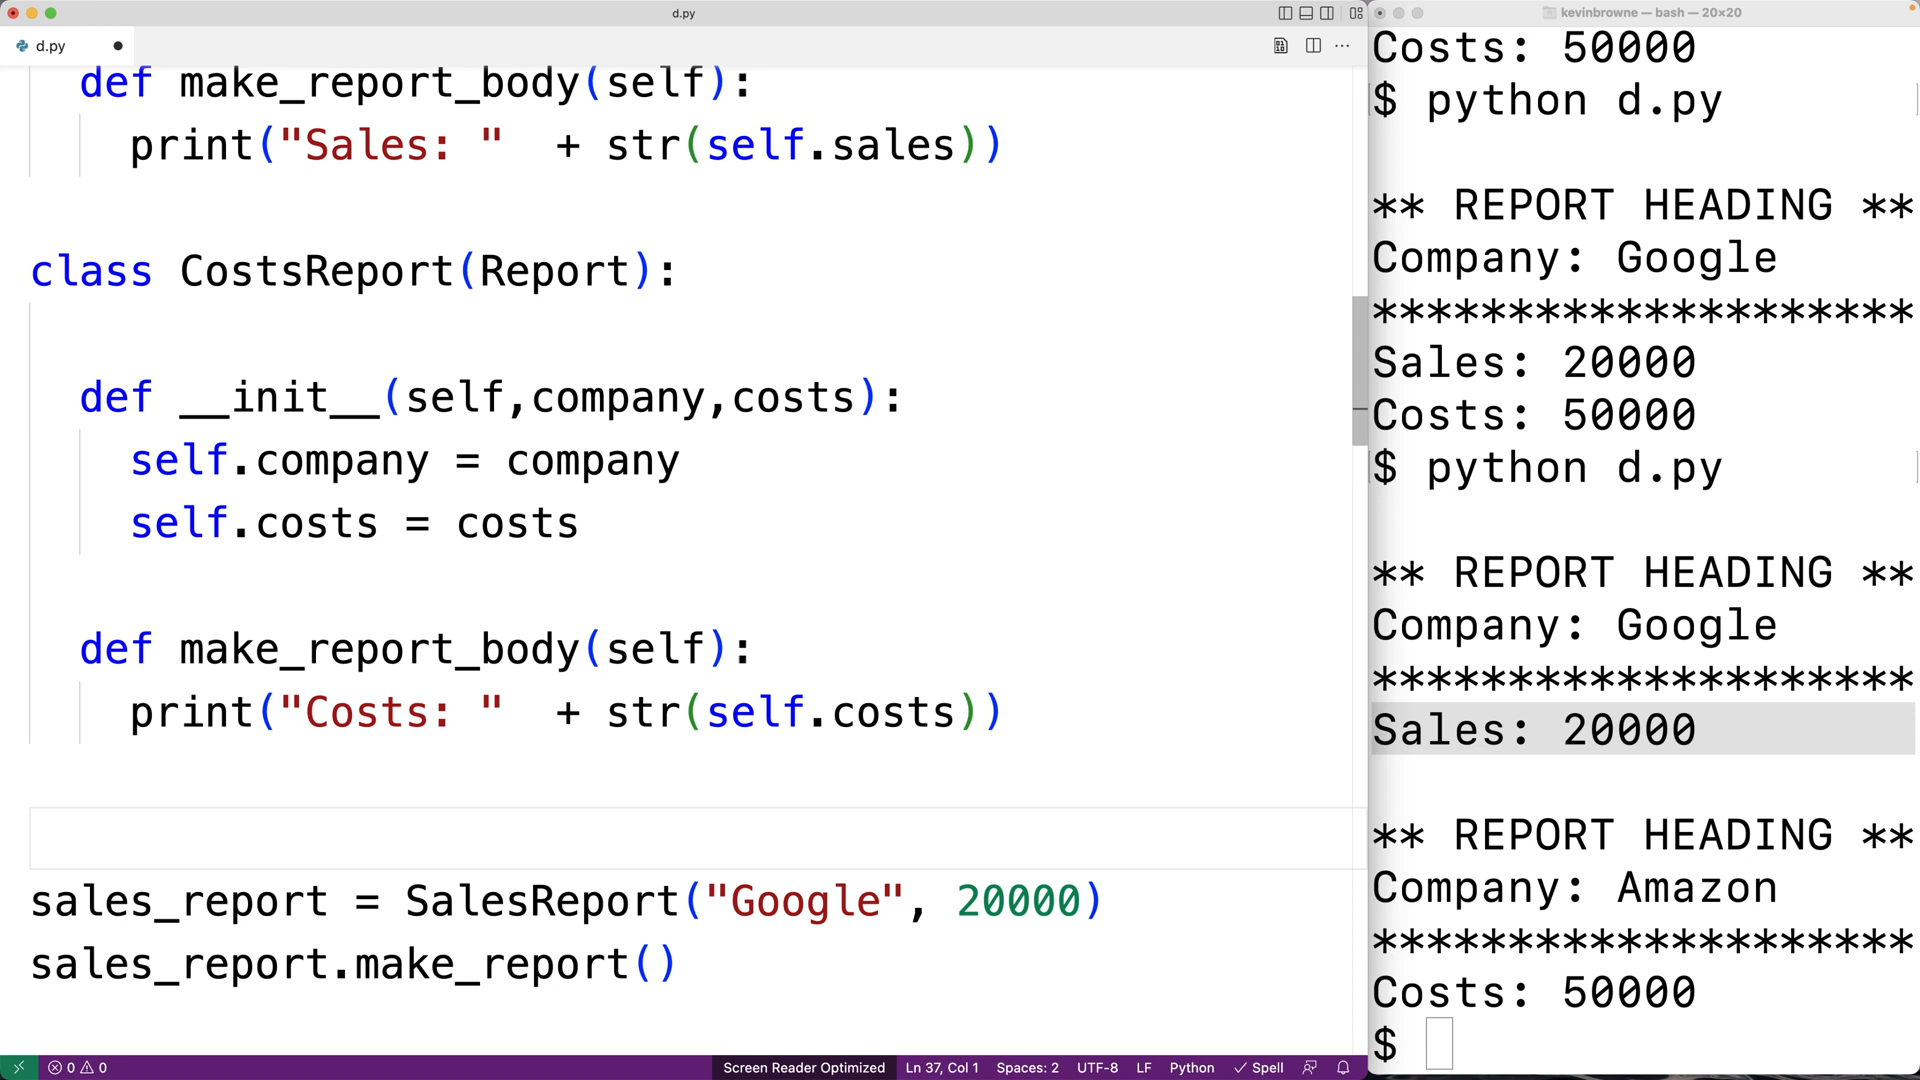 d.py
d.py
def make_report_body(self):
print("Sales: "  + str(self.sales))
class CostsReport(Report):
def __init__(self,company,costs):
self.company = company
self.costs = costs
def make_report_body(self):
print("Costs: "  + str(self.costs))
sales_report = SalesReport("Google", 20000)
sales_report.make_report()
0 0
Screen Reader Optimized Ln 37, Col 1 Spaces: 2 UTF-8 LF Python Spell
kevinbrowne — bash — 20×20
Costs: 50000
$ python d.py
** REPORT HEADING **
Company: Google
********************
Sales: 20000
Costs: 50000
$ python d.py
** REPORT HEADING **
Company: Google
********************
Sales: 20000
** REPORT HEADING **
Company: Amazon
********************
Costs: 50000
$